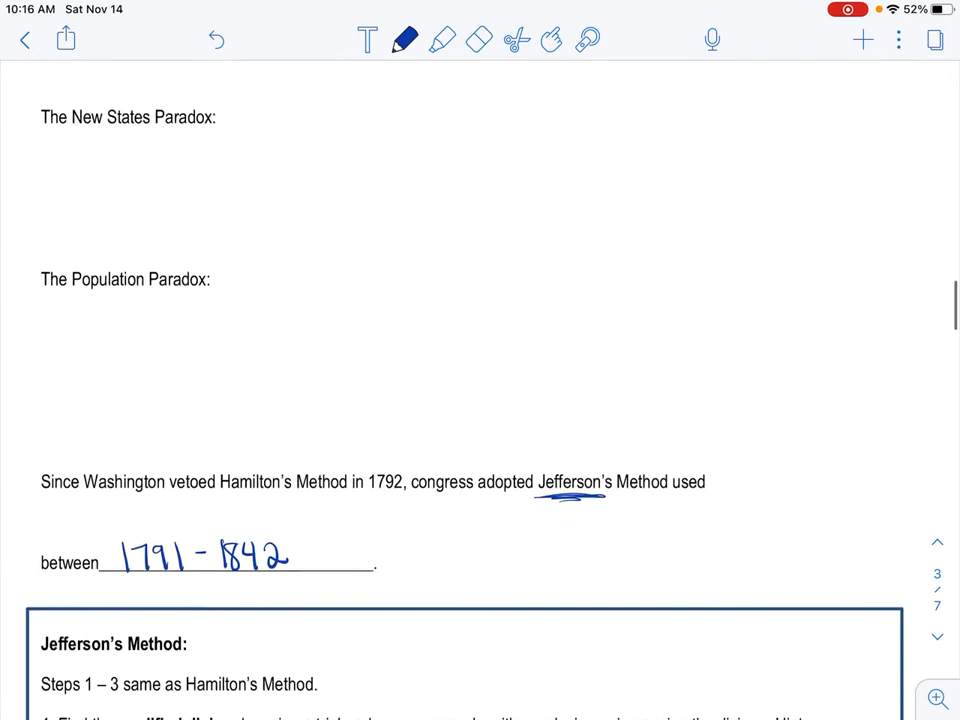 10:16 AM Sat Nov 14
52%
T
The New States Paradox:
The Population Paradox:
Since Washington vetoed Hamilton's Method in 1792, congress adopted Jefferson's Method used
between 1791 - 1842.
3
/
7
Jefferson's Method:
Steps 1 – 3 same as Hamilton's Method.